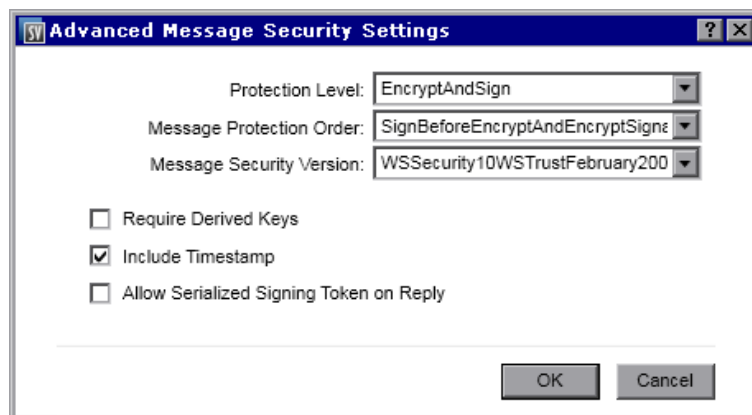 SV Advanced Message Security Settings ? X
Protection Level: EncryptAndSign
Message Protection Order: SignBeforeEncryptAndEncryptSigna
Message Security Version: WSSecurity10WSTrustFebruary200
Require Derived Keys
Include Timestamp
Allow Serialized Signing Token on Reply
OK Cancel